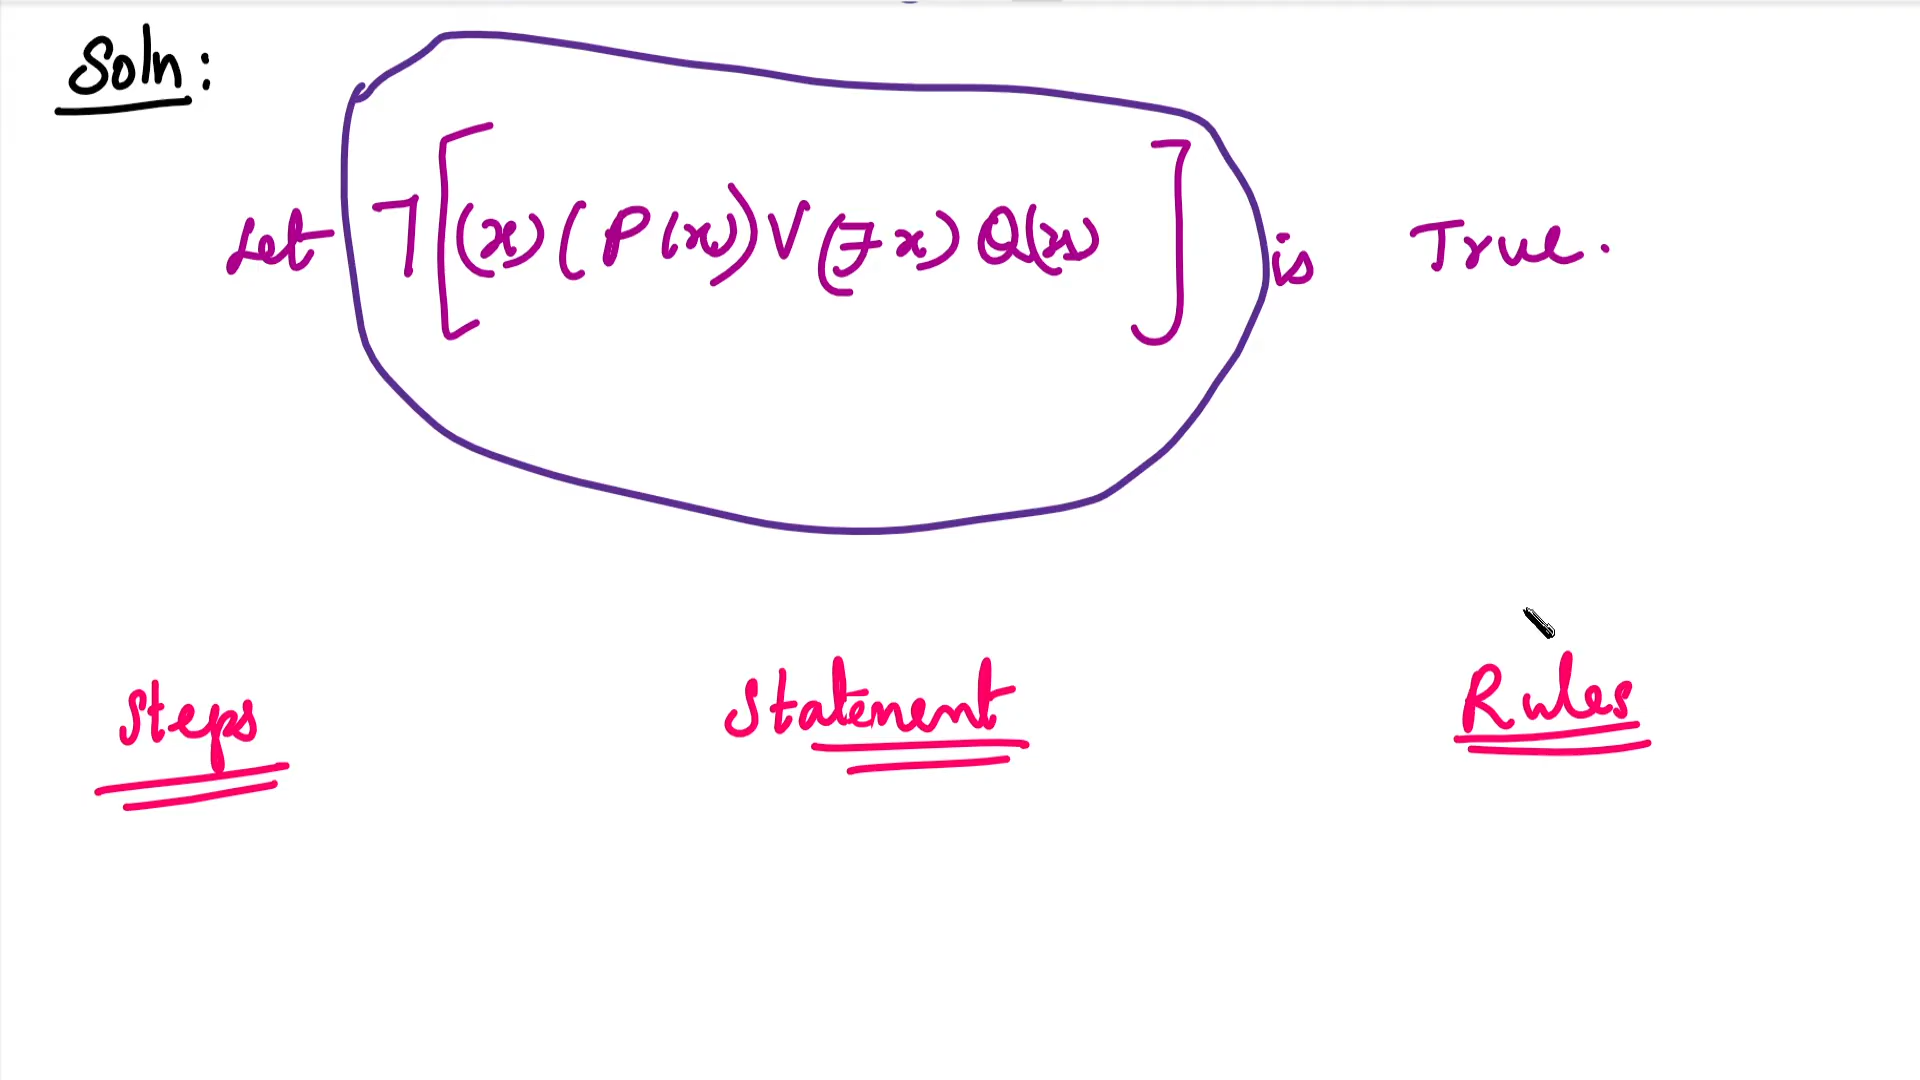 Soln:
Let ¬[(x)(P(x))V(∃x)Q(x)] is True.
Steps Statement Rules